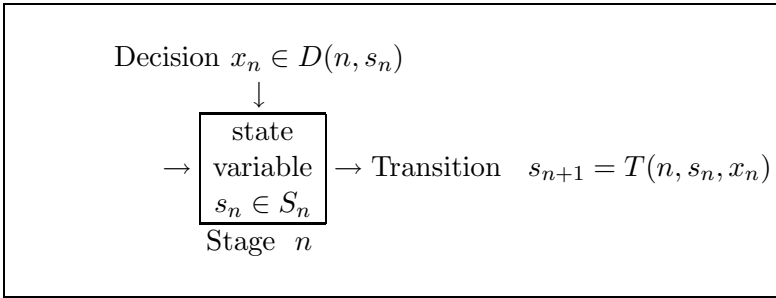 Decision x_n ∈ D(n, s_n)
↓
state
→ variable → Transition s_{n+1} = T(n, s_n, x_n)
s_n ∈ S_n
Stage n